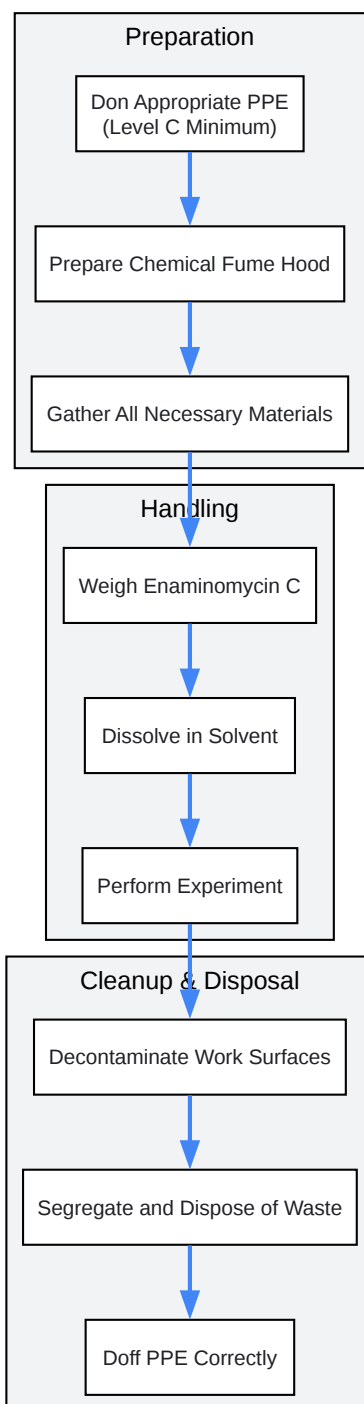 Preparation
Don Appropriate PPE
(Level C Minimum)
Prepare Chemical Fume Hood
Gather All Necessary Materials
Handling
Weigh Enaminomycin C
Dissolve in Solvent
Perform Experiment
Cleanup & Disposal
Decontaminate Work Surfaces
Segregate and Dispose of Waste
Doff PPE Correctly